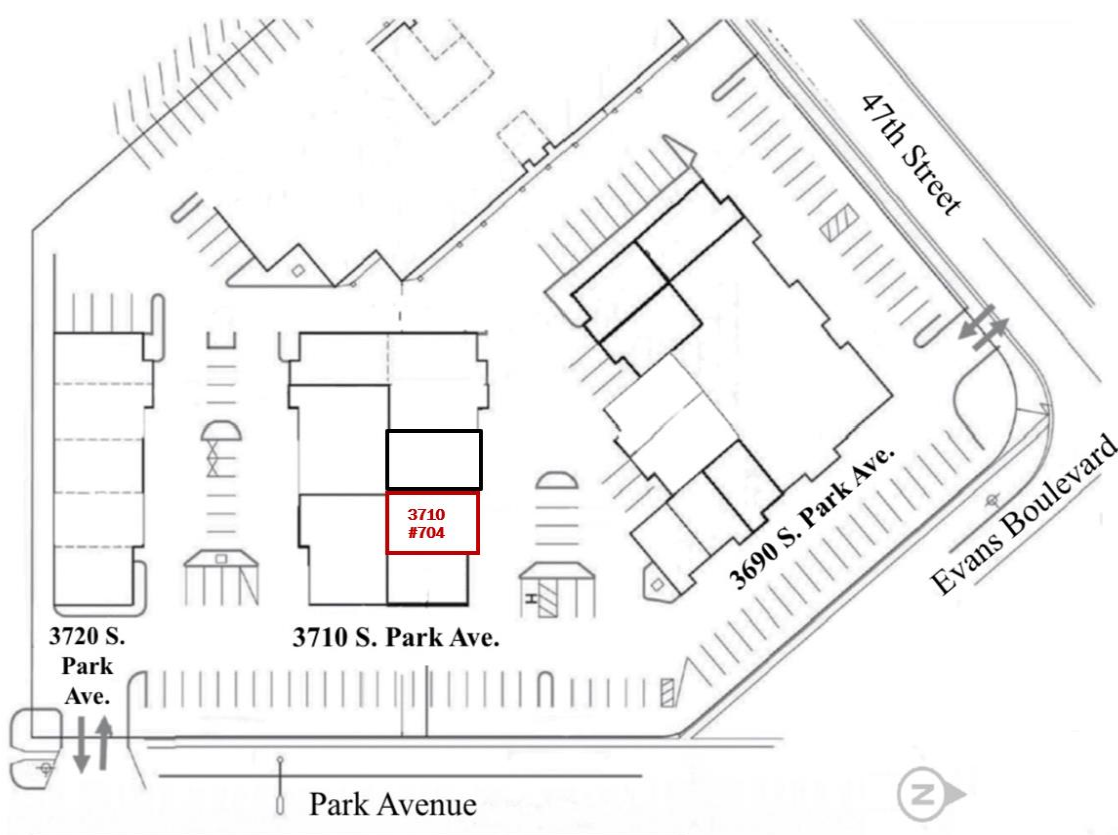 47th Street
3710
#704
H
3690 S. Park Ave.
Evans Boulevard
3720 S.
Park
Ave.
3710 S. Park Ave.
Park Avenue
N